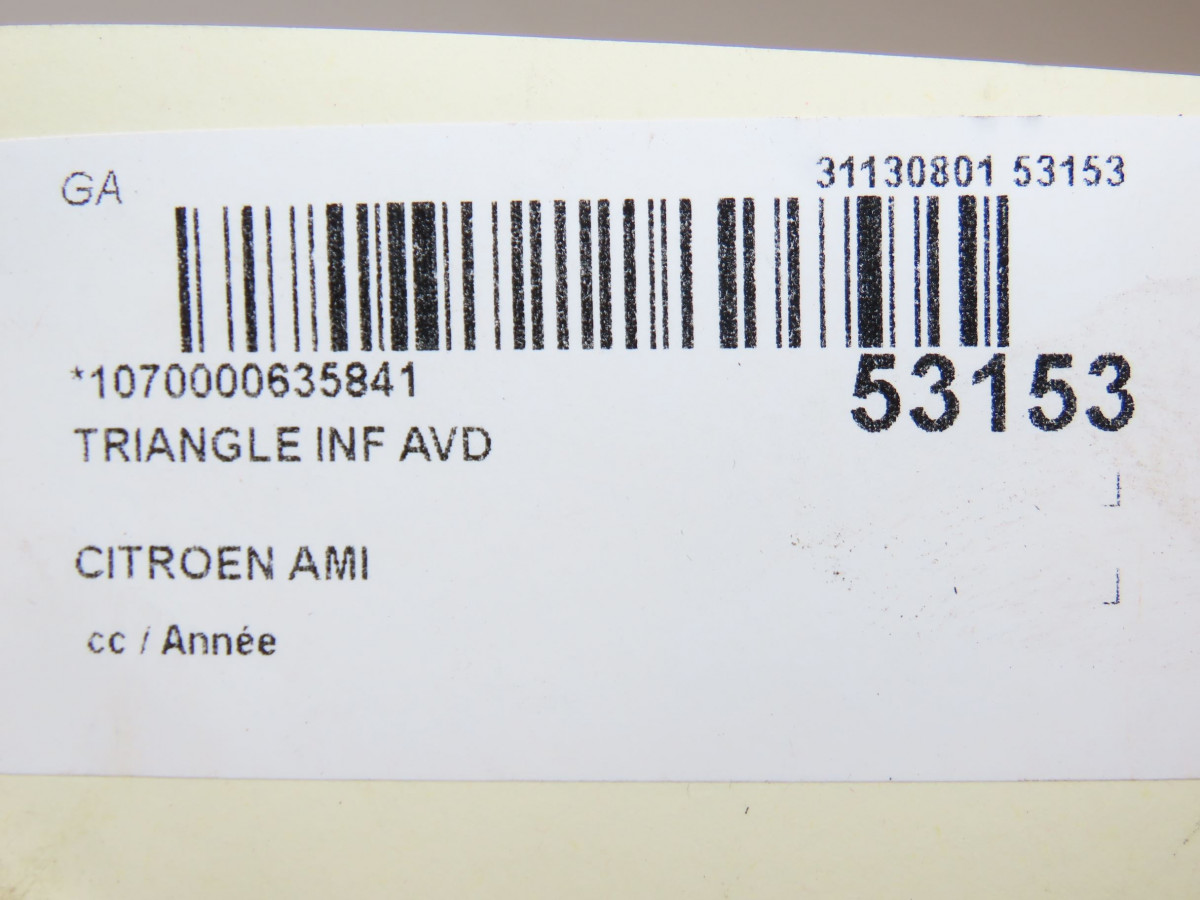 GA
31130801 53153
*1070000635841
53153
TRIANGLE INF AVD
CITROEN AMI
cc / Année